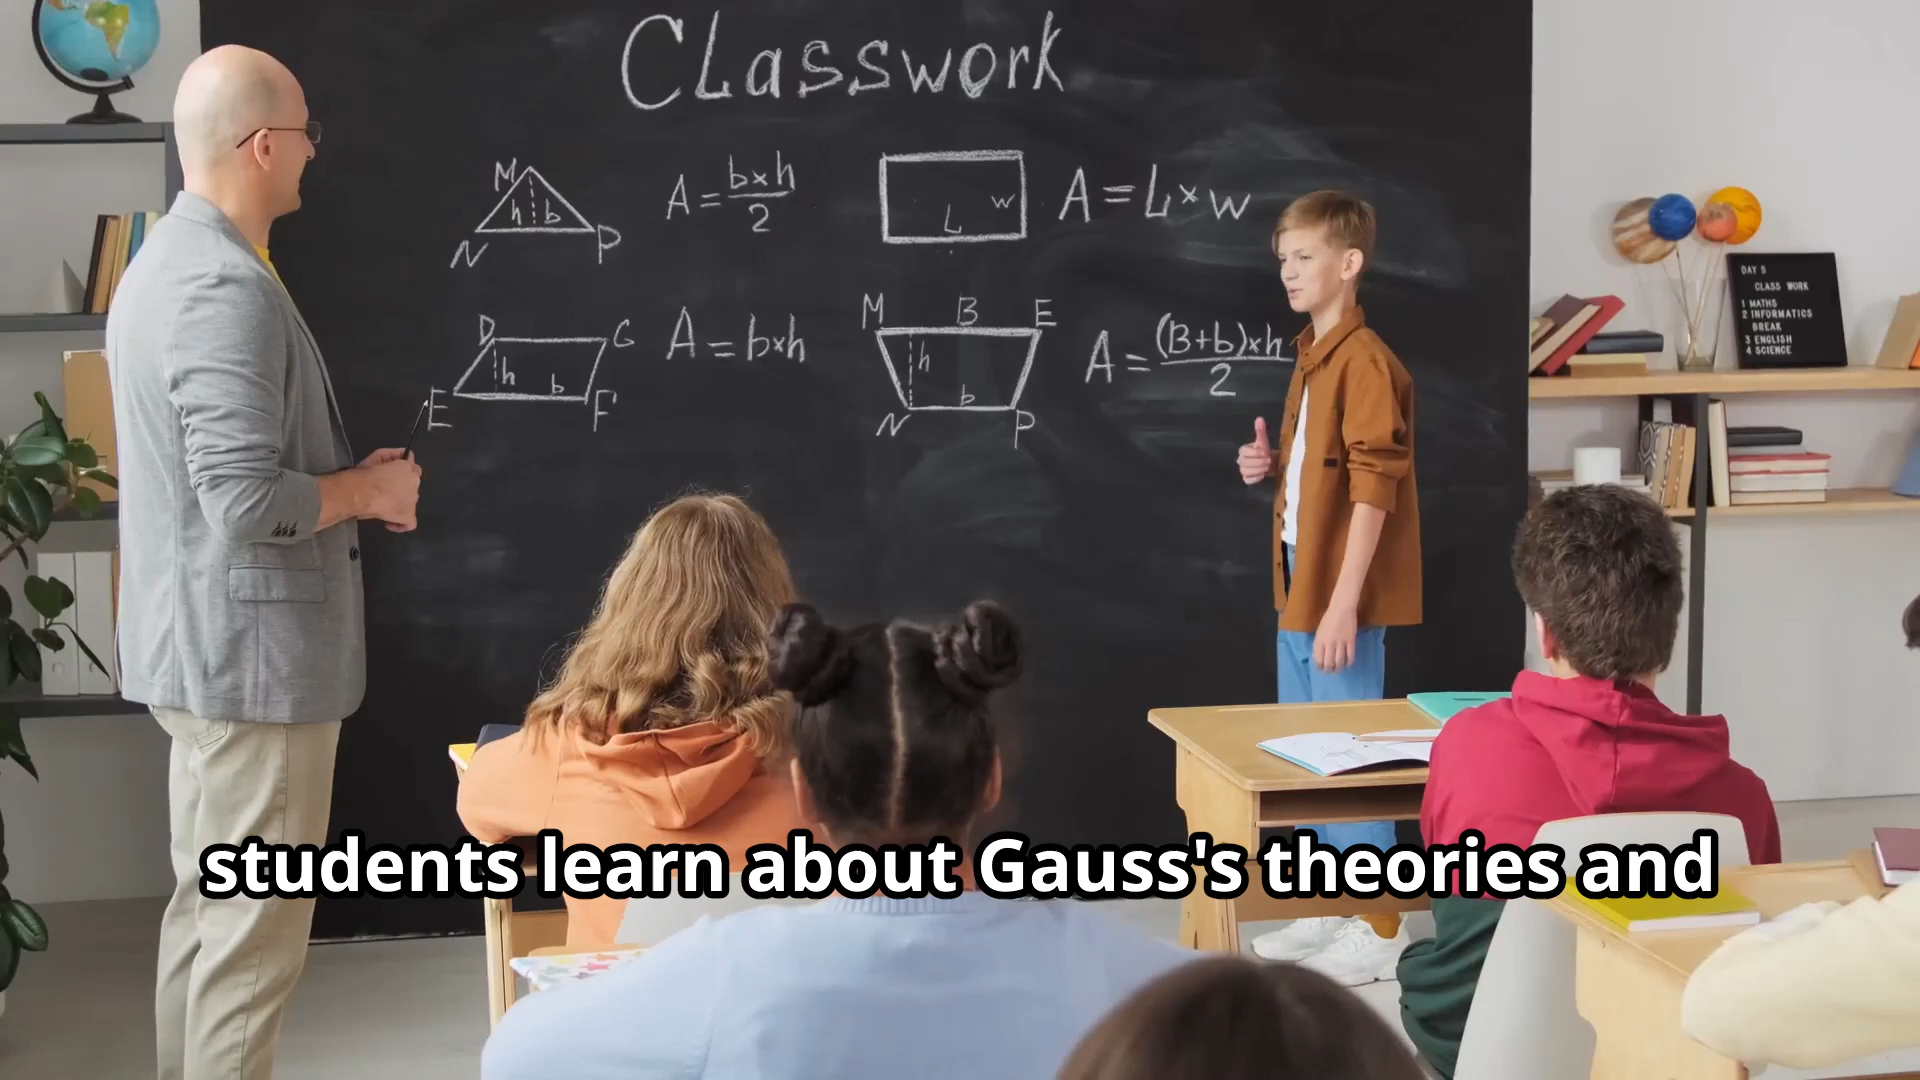 Classwork
M
h b
N P
A = b×h / 2
L w
A = L × w
D G
h b
E F
A = b×h
M B E
h
b
N P
A = (B+b)×h / 2
DAY 5
CLASS WORK
1 MATHS
2 INFORMATICS
BREAK
3 ENGLISH
4 SCIENCE
students learn about Gauss's theories and